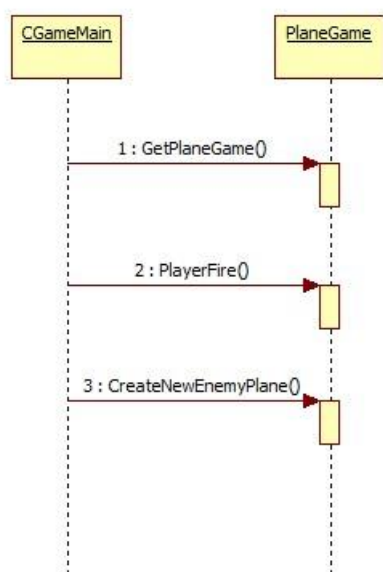 CGameMain
PlaneGame
1 : GetPlaneGame()
2 : PlayerFire()
3 : CreateNewEnemyPlane()